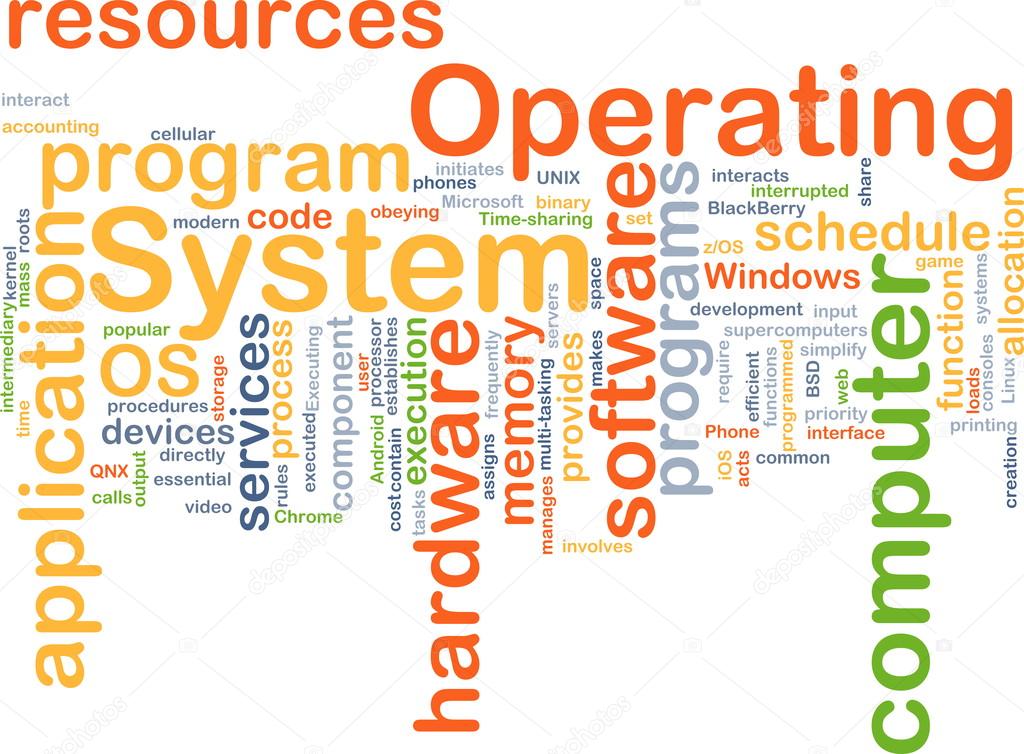 resources
Operating
interact
accounting
cellular
program
initiates
phones
UNIX
interacts
interrupted
share
Microsoft
binary
BlackBerry
modern
code
obeying
Time-sharing
set
schedule
allocation
roots
System
software
programs
z/OS
game
kernel
mass
Windows
space
systems
intermediary
application
development
input
servers
supercomputers
computer
function
popular
OS
services
process
Executing
component
processor
establishes
execution
hardware
memory
frequently
provides
makes
require
simplify
efficient
functions
programmed
BSD
web
loads
consoles
Linux
storage
user
multi-tasking
time
procedures
devices
priority
printing
Phone
interface
directly
QNX
output
essential
calls
rules
executed
Android
contain
cost
tasks
assigns
iOS
acts
common
creation
video
Chrome
manages
involves
depositphotos